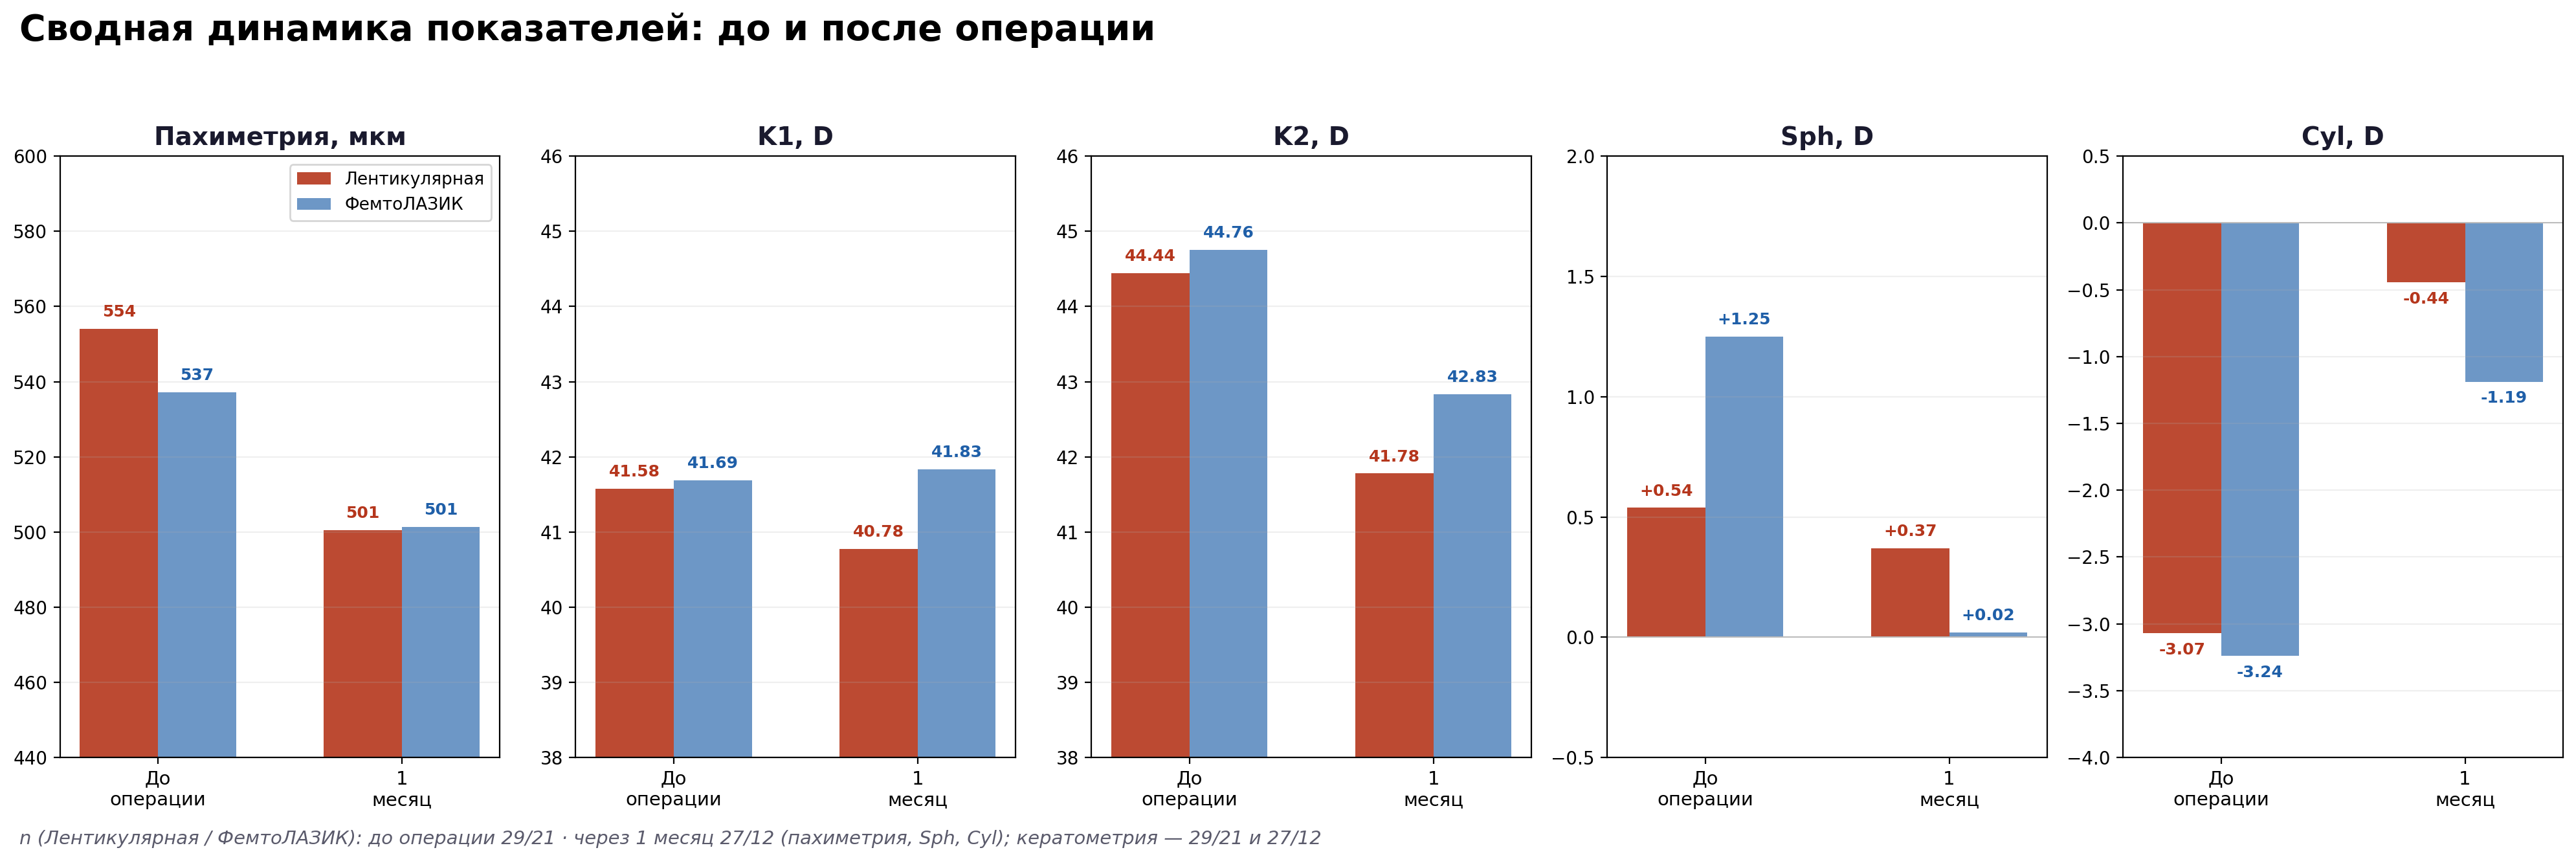 Сводная динамика показателей: до и после операции
Пахиметрия, мкм
600
580
560
540
520
500
480
460
440
Лентикулярная
ФемтоЛАЗИК
554
537
501
501
До
операции
1
месяц
K1, D
46
45
44
43
42
41
40
39
38
41.58
41.69
40.78
41.83
До
операции
1
месяц
K2, D
46
45
44
43
42
41
40
39
38
44.44
44.76
41.78
42.83
До
операции
1
месяц
Sph, D
2.0
1.5
1.0
0.5
0.0
−0.5
+0.54
+1.25
+0.37
+0.02
До
операции
1
месяц
Cyl, D
0.5
0.0
−0.5
−1.0
−1.5
−2.0
−2.5
−3.0
−3.5
−4.0
-3.07
-3.24
-0.44
-1.19
До
операции
1
месяц
n (Лентикулярная / ФемтоЛАЗИК): до операции 29/21 · через 1 месяц 27/12 (пахиметрия, Sph, Cyl); кератометрия — 29/21 и 27/12